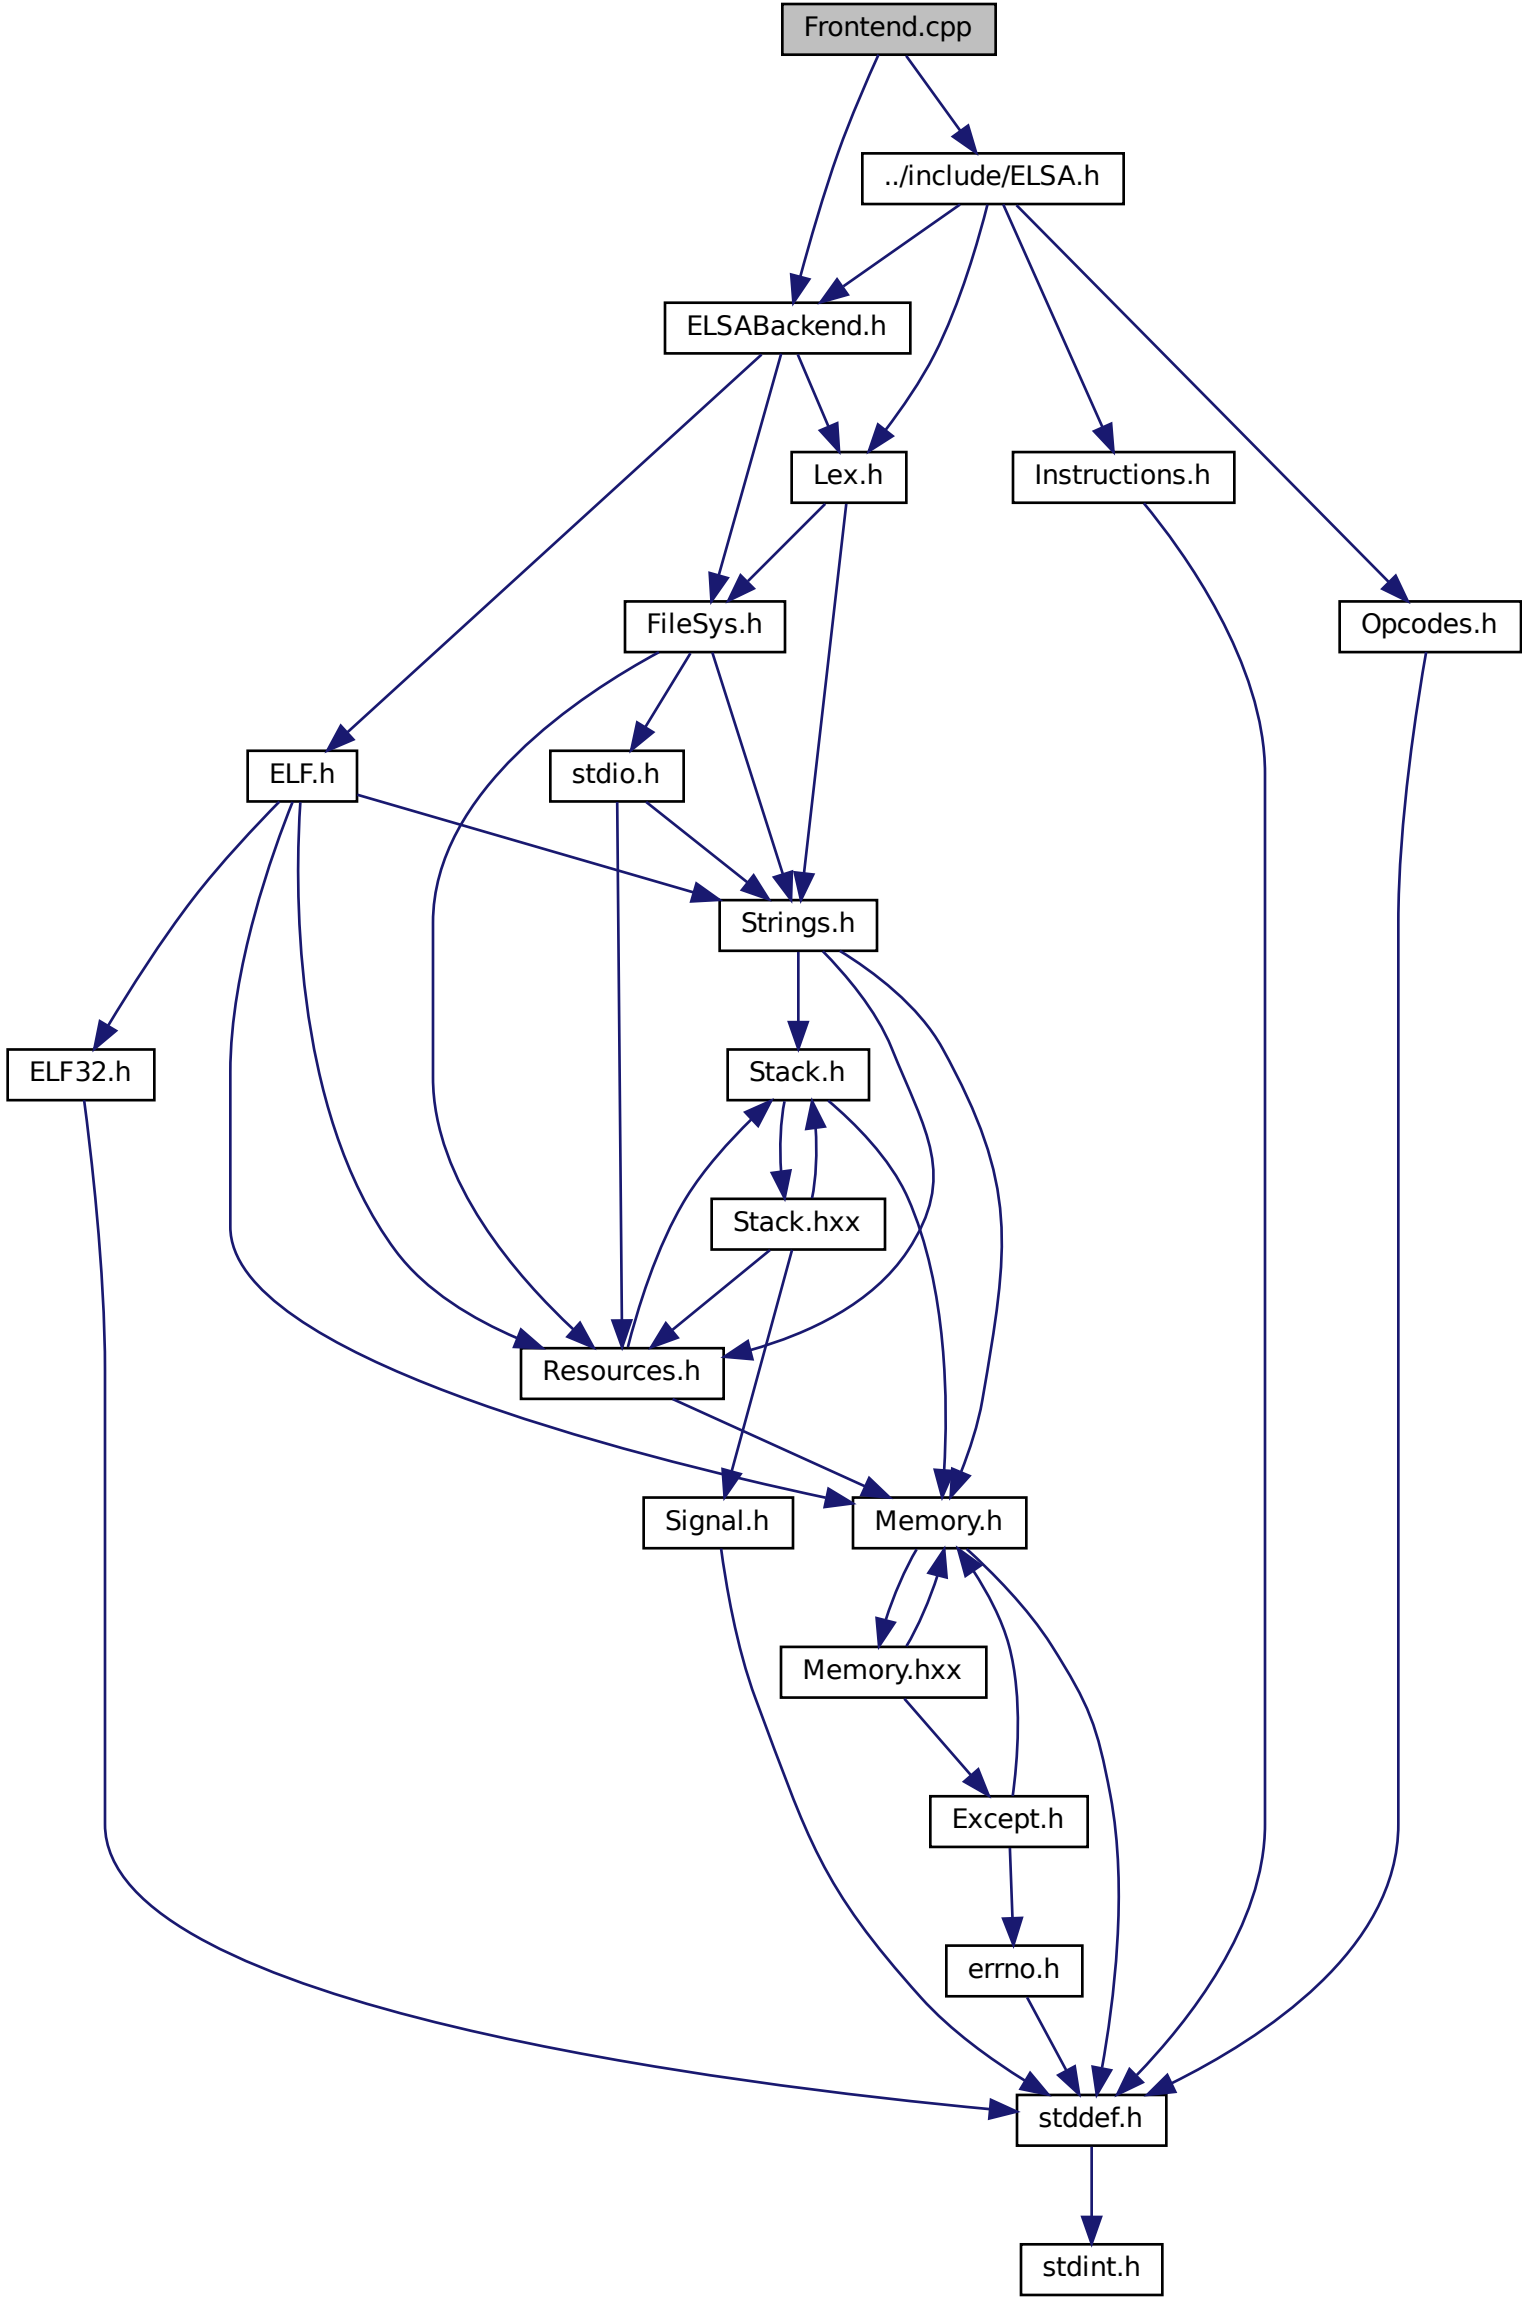 Frontend.cpp
../include/ELSA.h
ELSABackend.h
Lex.h
Instructions.h
FileSys.h
Opcodes.h
ELF.h
stdio.h
Strings.h
ELF32.h
Stack.h
Stack.hxx
Resources.h
Signal.h
Memory.h
Memory.hxx
Except.h
errno.h
stddef.h
stdint.h